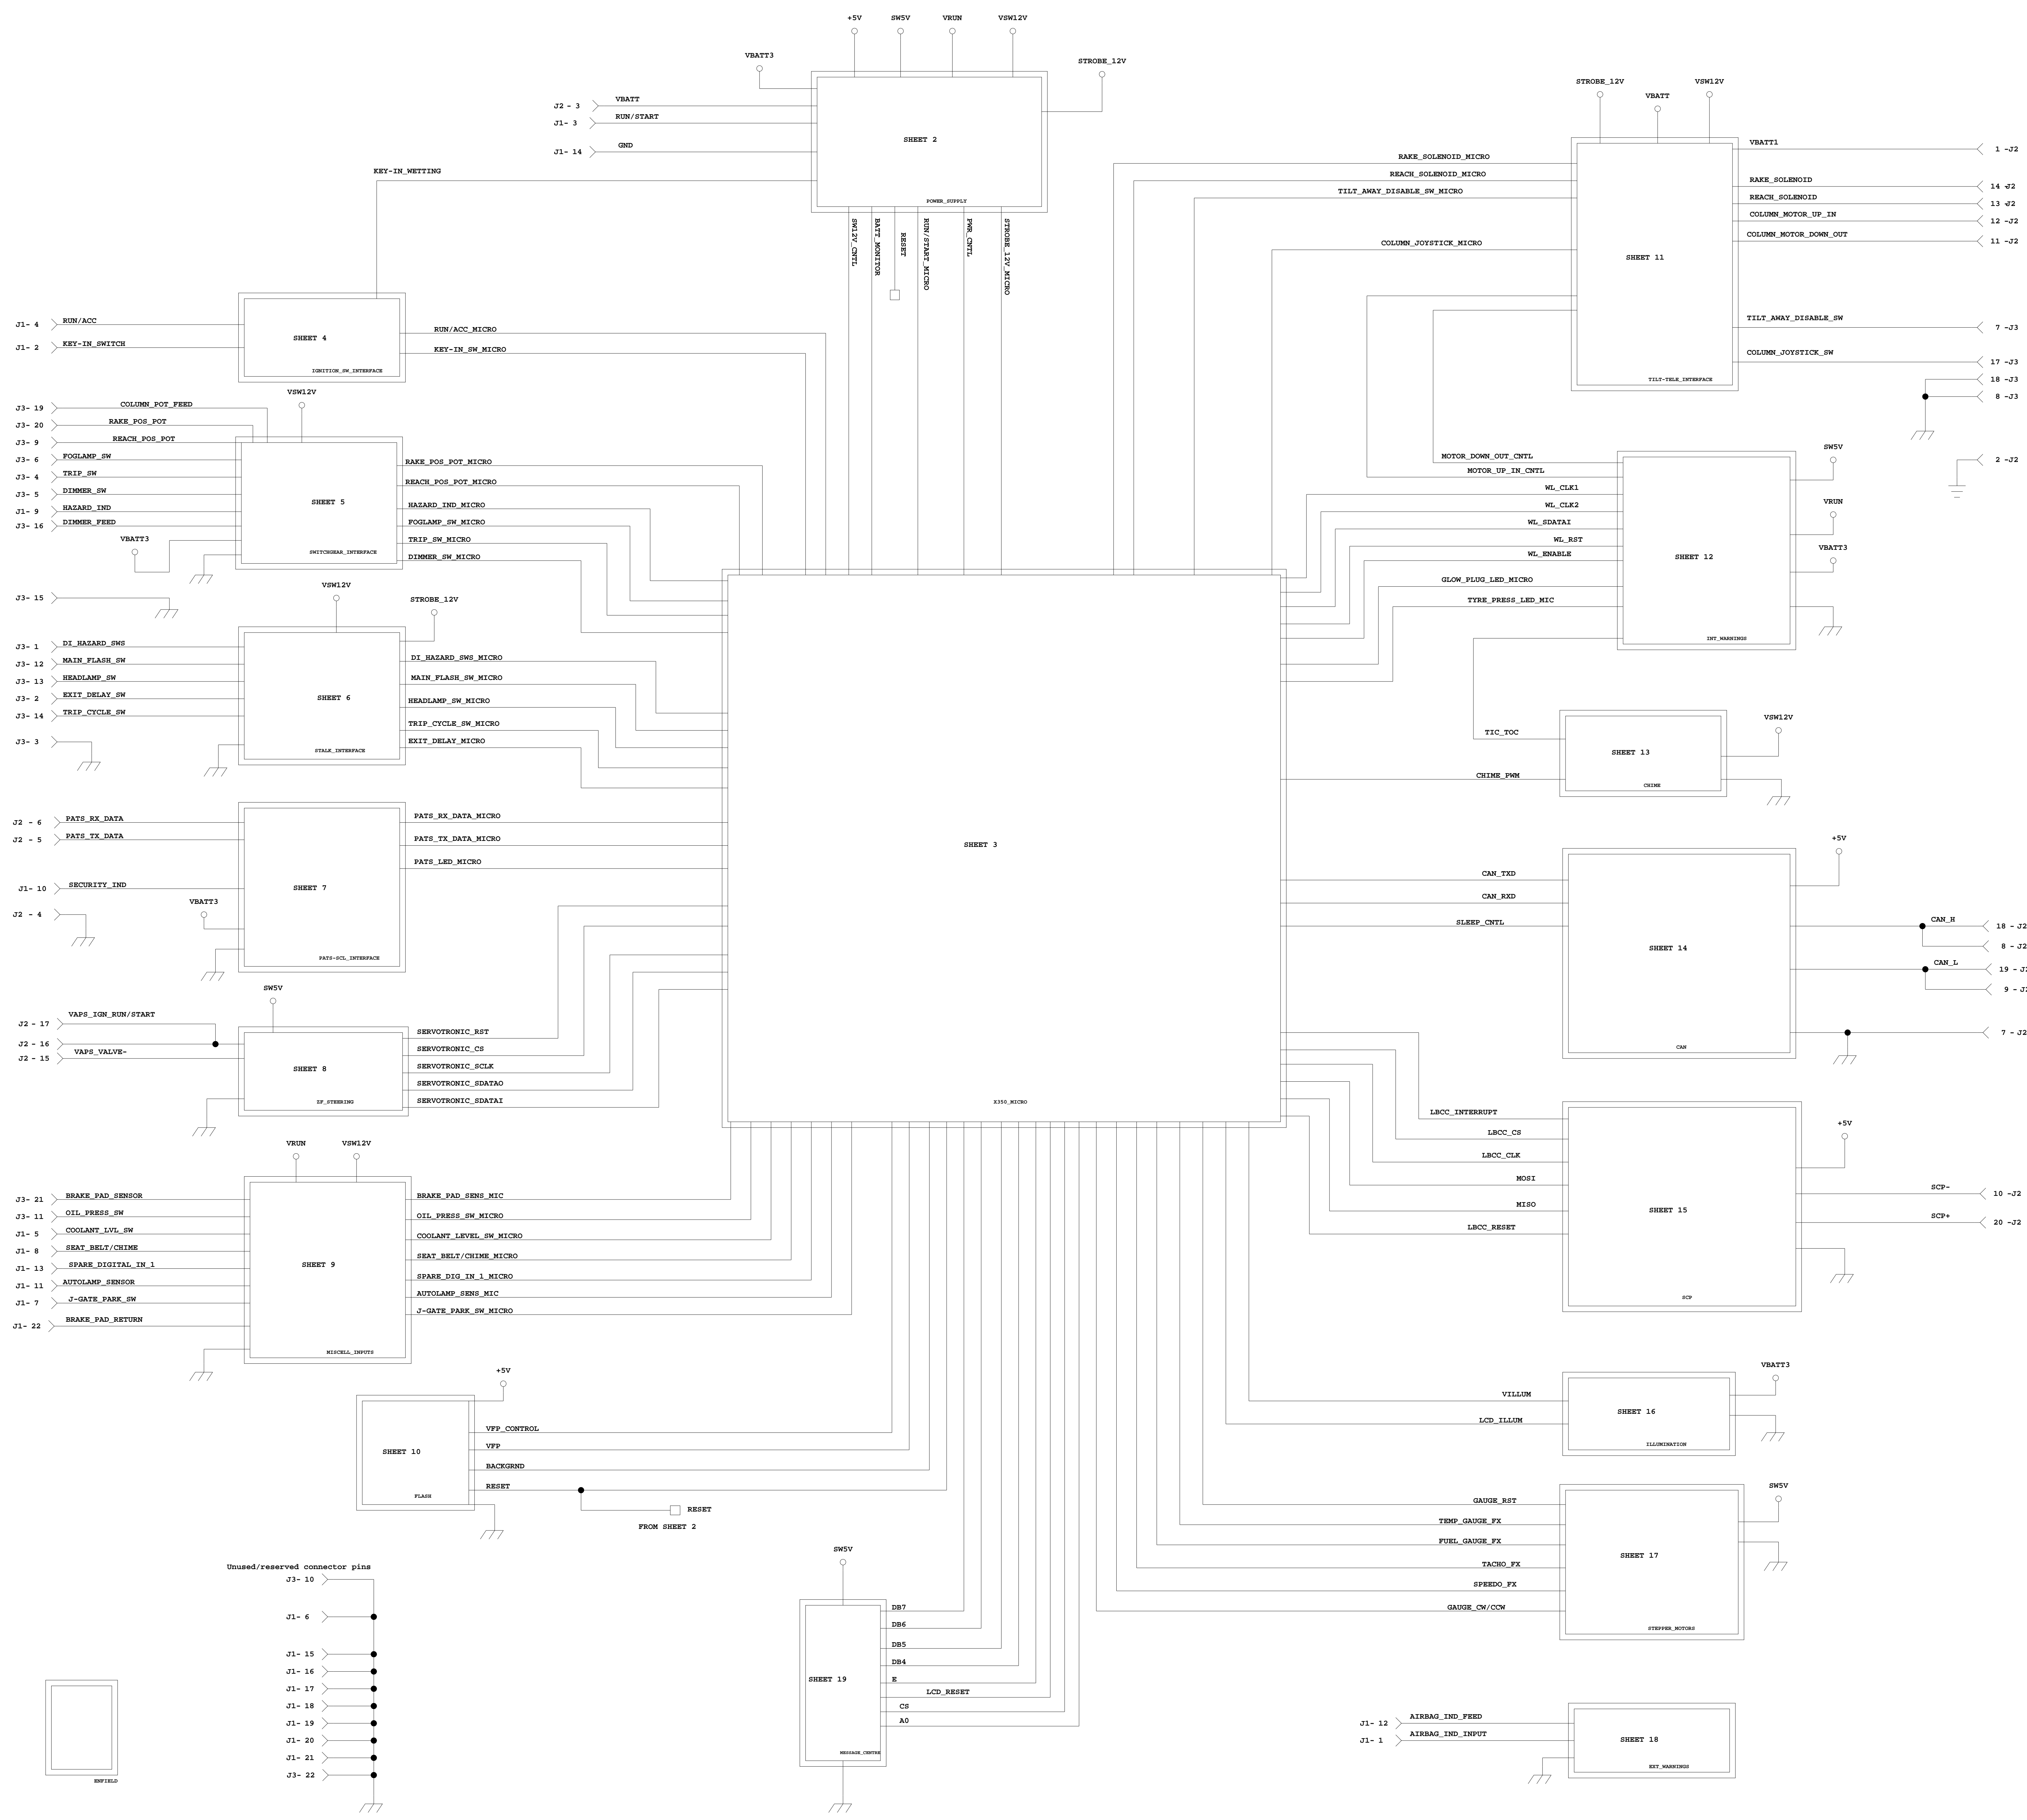 +5V
SW5V
VRUN
VSW12V
VBATT3
STROBE_12V
J2 - 3 VBATT
J1- 3 RUN/START
J1- 14 GND
SHEET 2
POWER_SUPPLY
KEY-IN_WETTING
SW12V_CNTL
BATT_MONITOR
RESET
RUN/START_MICRO
PWR_CNTL
STROBE_12V_MICRO
STROBE_12V
VBATT
VSW12V
RAKE_SOLENOID_MICRO
REACH_SOLENOID_MICRO
TILT_AWAY_DISABLE_SW_MICRO
COLUMN_JOYSTICK_MICRO
SHEET 11
TILT-TELE_INTERFACE
VBATT1 1 -J2
RAKE_SOLENOID 14 -J2
REACH_SOLENOID 13 -J2
COLUMN_MOTOR_UP_IN 12 -J2
COLUMN_MOTOR_DOWN_OUT 11 -J2
TILT_AWAY_DISABLE_SW 7 -J3
COLUMN_JOYSTICK_SW 17 -J3
18 -J3
8 -J3
2 -J2
J1- 4 RUN/ACC
J1- 2 KEY-IN_SWITCH
SHEET 4
IGNITION_SW_INTERFACE
RUN/ACC_MICRO
KEY-IN_SW_MICRO
VSW12V
J3- 19 COLUMN_POT_FEED
J3- 20 RAKE_POS_POT
J3- 9 REACH_POS_POT
J3- 6 FOGLAMP_SW
J3- 4 TRIP_SW
J3- 5 DIMMER_SW
J1- 9 HAZARD_IND
J3- 16 DIMMER_FEED
VBATT3
SHEET 5
SWITCHGEAR_INTERFACE
RAKE_POS_POT_MICRO
REACH_POS_POT_MICRO
HAZARD_IND_MICRO
FOGLAMP_SW_MICRO
TRIP_SW_MICRO
DIMMER_SW_MICRO
J3- 15
VSW12V
STROBE_12V
J3- 1 DI_HAZARD_SWS
J3- 12 MAIN_FLASH_SW
J3- 13 HEADLAMP_SW
J3- 2 EXIT_DELAY_SW
J3- 14 TRIP_CYCLE_SW
J3- 3
SHEET 6
STALK_INTERFACE
DI_HAZARD_SWS_MICRO
MAIN_FLASH_SW_MICRO
HEADLAMP_SW_MICRO
TRIP_CYCLE_SW_MICRO
EXIT_DELAY_MICRO
J2 - 6 PATS_RX_DATA
J2 - 5 PATS_TX_DATA
J1- 10 SECURITY_IND
J2 - 4
VBATT3
SHEET 7
PATS-SCL_INTERFACE
PATS_RX_DATA_MICRO
PATS_TX_DATA_MICRO
PATS_LED_MICRO
SW5V
J2 - 17 VAPS_IGN_RUN/START
J2 - 16
J2 - 15 VAPS_VALVE-
SHEET 8
ZF_STEERING
SERVOTRONIC_RST
SERVOTRONIC_CS
SERVOTRONIC_SCLK
SERVOTRONIC_SDATAO
SERVOTRONIC_SDATAI
SHEET 3
X350_MICRO
VRUN
VSW12V
J3- 21 BRAKE_PAD_SENSOR
J3- 11 OIL_PRESS_SW
J1- 5 COOLANT_LVL_SW
J1- 8 SEAT_BELT/CHIME
J1- 13 SPARE_DIGITAL_IN_1
J1- 11 AUTOLAMP_SENSOR
J1- 7 J-GATE_PARK_SW
J1- 22 BRAKE_PAD_RETURN
SHEET 9
MISCELL_INPUTS
BRAKE_PAD_SENS_MIC
OIL_PRESS_SW_MICRO
COOLANT_LEVEL_SW_MICRO
SEAT_BELT/CHIME_MICRO
SPARE_DIG_IN_1_MICRO
AUTOLAMP_SENS_MIC
J-GATE_PARK_SW_MICRO
+5V
SHEET 10
FLASH
VFP_CONTROL
VFP
BACKGRND
RESET
RESET
FROM SHEET 2
MOTOR_DOWN_OUT_CNTL
MOTOR_UP_IN_CNTL
WL_CLK1
WL_CLK2
WL_SDATAI
WL_RST
WL_ENABLE
GLOW_PLUG_LED_MICRO
TYRE_PRESS_LED_MIC
SHEET 12
INT_WARNINGS
SW5V
VRUN
VBATT3
TIC_TOC
CHIME_PWM
SHEET 13
CHIME
VSW12V
CAN_TXD
CAN_RXD
SLEEP_CNTL
SHEET 14
CAN
+5V
CAN_H 18 - J2
8 - J2
CAN_L 19 - J2
9 - J2
7 - J2
LBCC_INTERRUPT
LBCC_CS
LBCC_CLK
MOSI
MISO
LBCC_RESET
SHEET 15
SCP
+5V
SCP- 10 -J2
SCP+ 20 -J2
VILLUM
LCD_ILLUM
SHEET 16
ILLUMINATION
VBATT3
GAUGE_RST
TEMP_GAUGE_FX
FUEL_GAUGE_FX
TACHO_FX
SPEEDO_FX
GAUGE_CW/CCW
SHEET 17
STEPPER_MOTORS
SW5V
Unused/reserved connector pins
J3- 10
J1- 6
J1- 15
J1- 16
J1- 17
J1- 18
J1- 19
J1- 20
J1- 21
J3- 22
ENFIELD
SW5V
SHEET 19
MESSAGE_CENTRE
DB7
DB6
DB5
DB4
E
LCD_RESET
CS
A0
J1- 12 AIRBAG_IND_FEED
J1- 1 AIRBAG_IND_INPUT
SHEET 18
EXT_WARNINGS